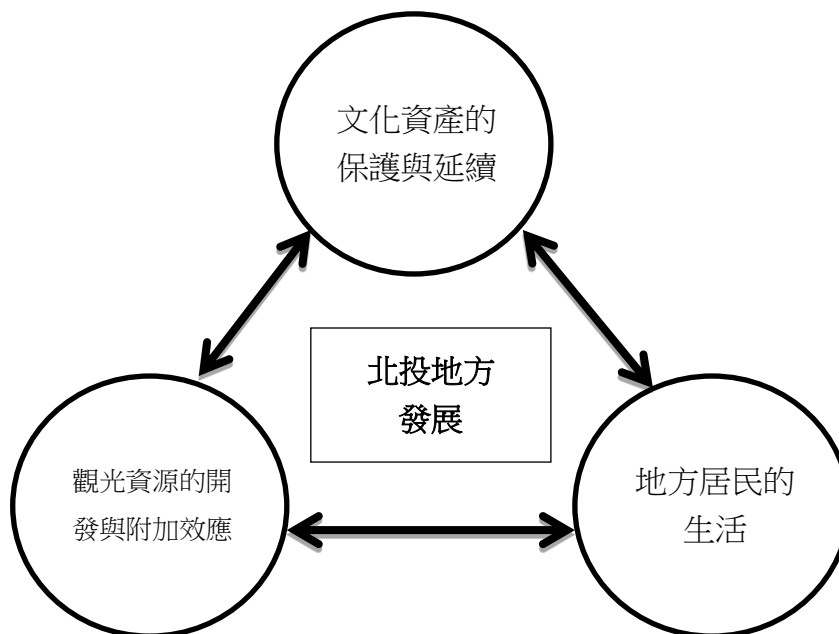 文化資產的
保護與延續
北投地方
發展
觀光資源的開
發與附加效應
地方居民的
生活